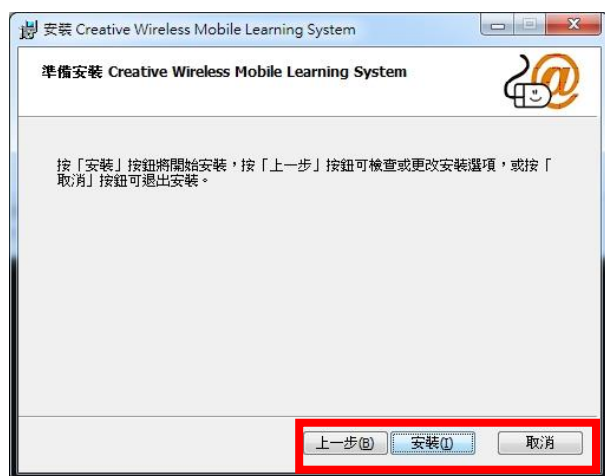 安裝 Creative Wireless Mobile Learning System
準備安裝 Creative Wireless Mobile Learning System
按「安裝」按鈕將開始安裝，按「上一步」按鈕可檢查或更改安裝選項，或按「
取消」按鈕可退出安裝。
上一步(B) 安裝(I) 取消